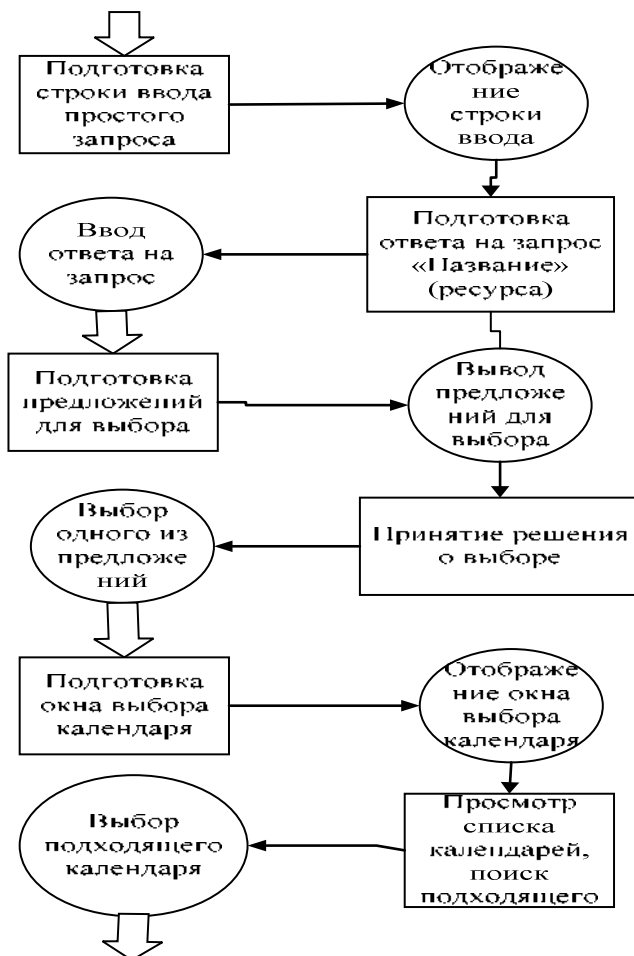 Подготовка
строки ввода
простого
запроса
Отображе
ние
строки
ввода
Ввод
ответа на
запрос
Подготовка
ответа на запрос
«Название»
(ресурса)
Подготовка
предложений
для выбора
Вывод
предложе
ний для
выбора
Выбор
одного из
предложе
ний
Принятие решения
о выборе
Подготовка
окна выбора
календаря
Отображе
ние окна
выбора
календаря
Выбор
подходящего
календаря
Просмотр
списка
календарей,
поиск
подходящего